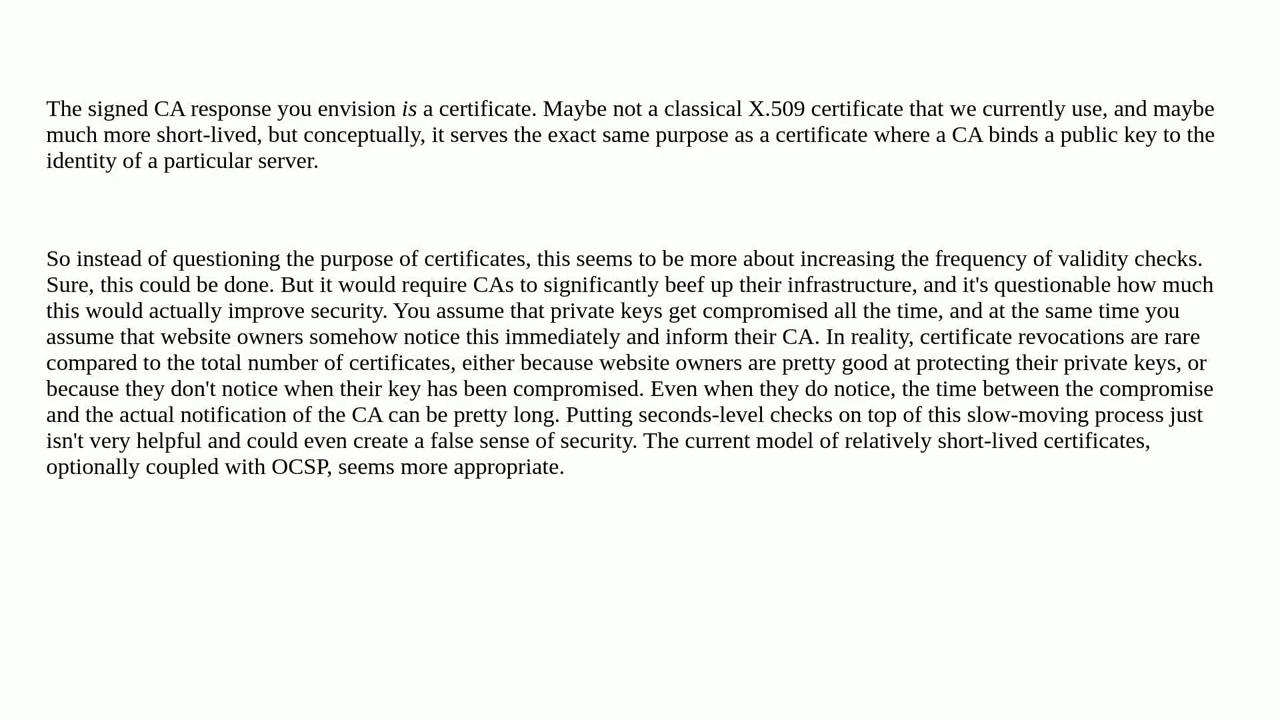 The signed CA response you envision is a certificate. Maybe not a classical X.509 certificate that we currently use, and maybe
much more short-lived, but conceptually, it serves the exact same purpose as a certificate where a CA binds a public key to the
identity of a particular server.
So instead of questioning the purpose of certificates, this seems to be more about increasing the frequency of validity checks.
Sure, this could be done. But it would require CAs to significantly beef up their infrastructure, and it's questionable how much
this would actually improve security. You assume that private keys get compromised all the time, and at the same time you
assume that website owners somehow notice this immediately and inform their CA. In reality, certificate revocations are rare
compared to the total number of certificates, either because website owners are pretty good at protecting their private keys, or
because they don't notice when their key has been compromised. Even when they do notice, the time between the compromise
and the actual notification of the CA can be pretty long. Putting seconds-level checks on top of this slow-moving process just
isn't very helpful and could even create a false sense of security. The current model of relatively short-lived certificates,
optionally coupled with OCSP, seems more appropriate.